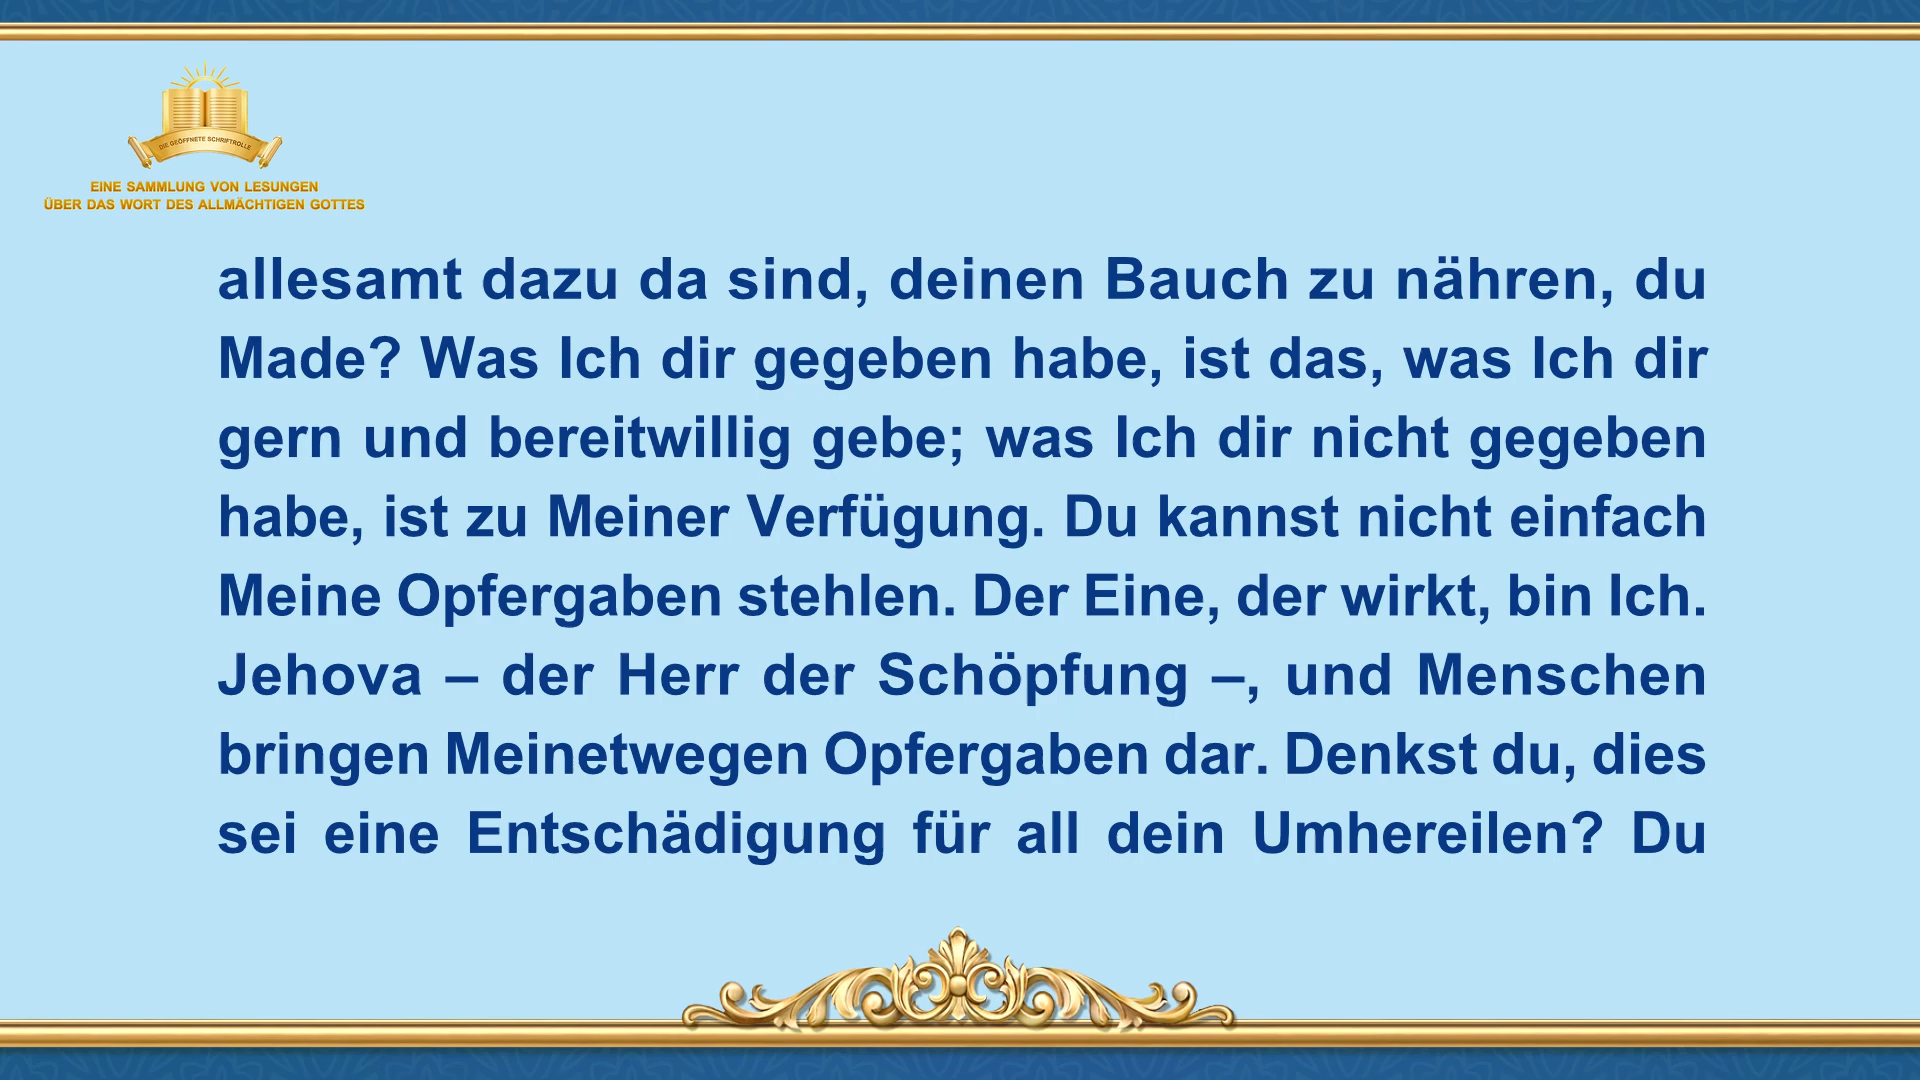 DIE GEÖFFNETE SCHRIFTROLLE
EINE SAMMLUNG VON LESUNGEN
ÜBER DAS WORT DES ALLMÄCHTIGEN GOTTES
allesamt dazu da sind, deinen Bauch zu nähren, du
Made? Was Ich dir gegeben habe, ist das, was Ich dir
gern und bereitwillig gebe; was Ich dir nicht gegeben
habe, ist zu Meiner Verfügung. Du kannst nicht einfach
Meine Opfergaben stehlen. Der Eine, der wirkt, bin Ich.
Jehova – der Herr der Schöpfung –, und Menschen
bringen Meinetwegen Opfergaben dar. Denkst du, dies
sei eine Entschädigung für all dein Umhereilen? Du